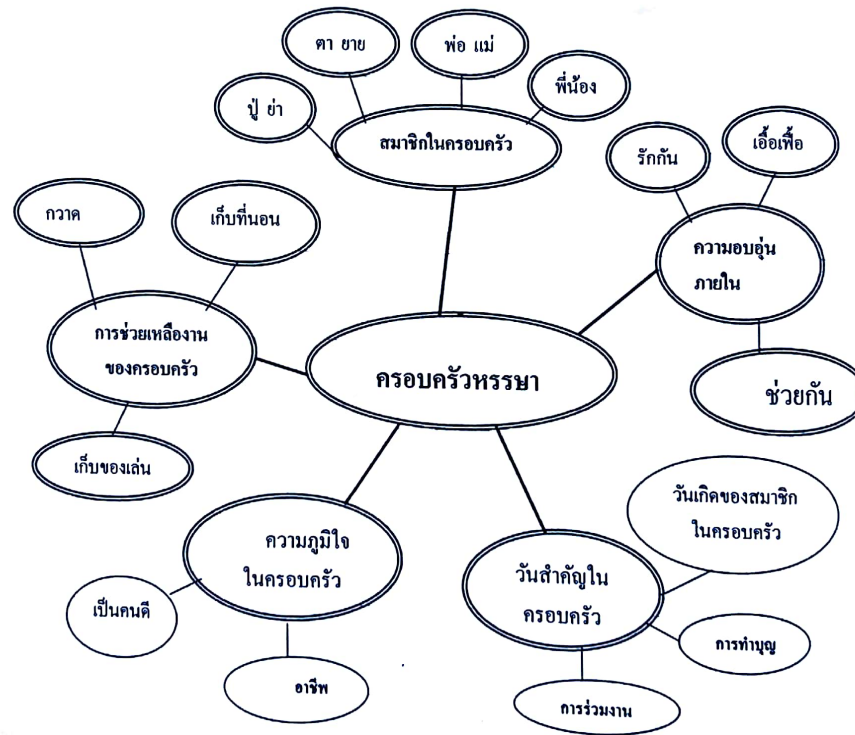 ตา ยาย
พ่อ แม่
พี่น้อง
ปู่ ย่า
สมาชิกในครอบครัว
รักกัน
เอื้อเฟื้อ
ความอบอุ่น
ภายใน
ช่วยกัน
กวาด
เก็บที่นอน
การช่วยเหลืองาน
ของครอบครัว
เก็บของเล่น
ครอบครัวหรรษา
ความภูมิใจ
ในครอบครัว
เป็นคนดี
อาชีพ
วันสำคัญใน
ครอบครัว
วันเกิดของสมาชิก
ในครอบครัว
การทำบุญ
การร่วมงาน